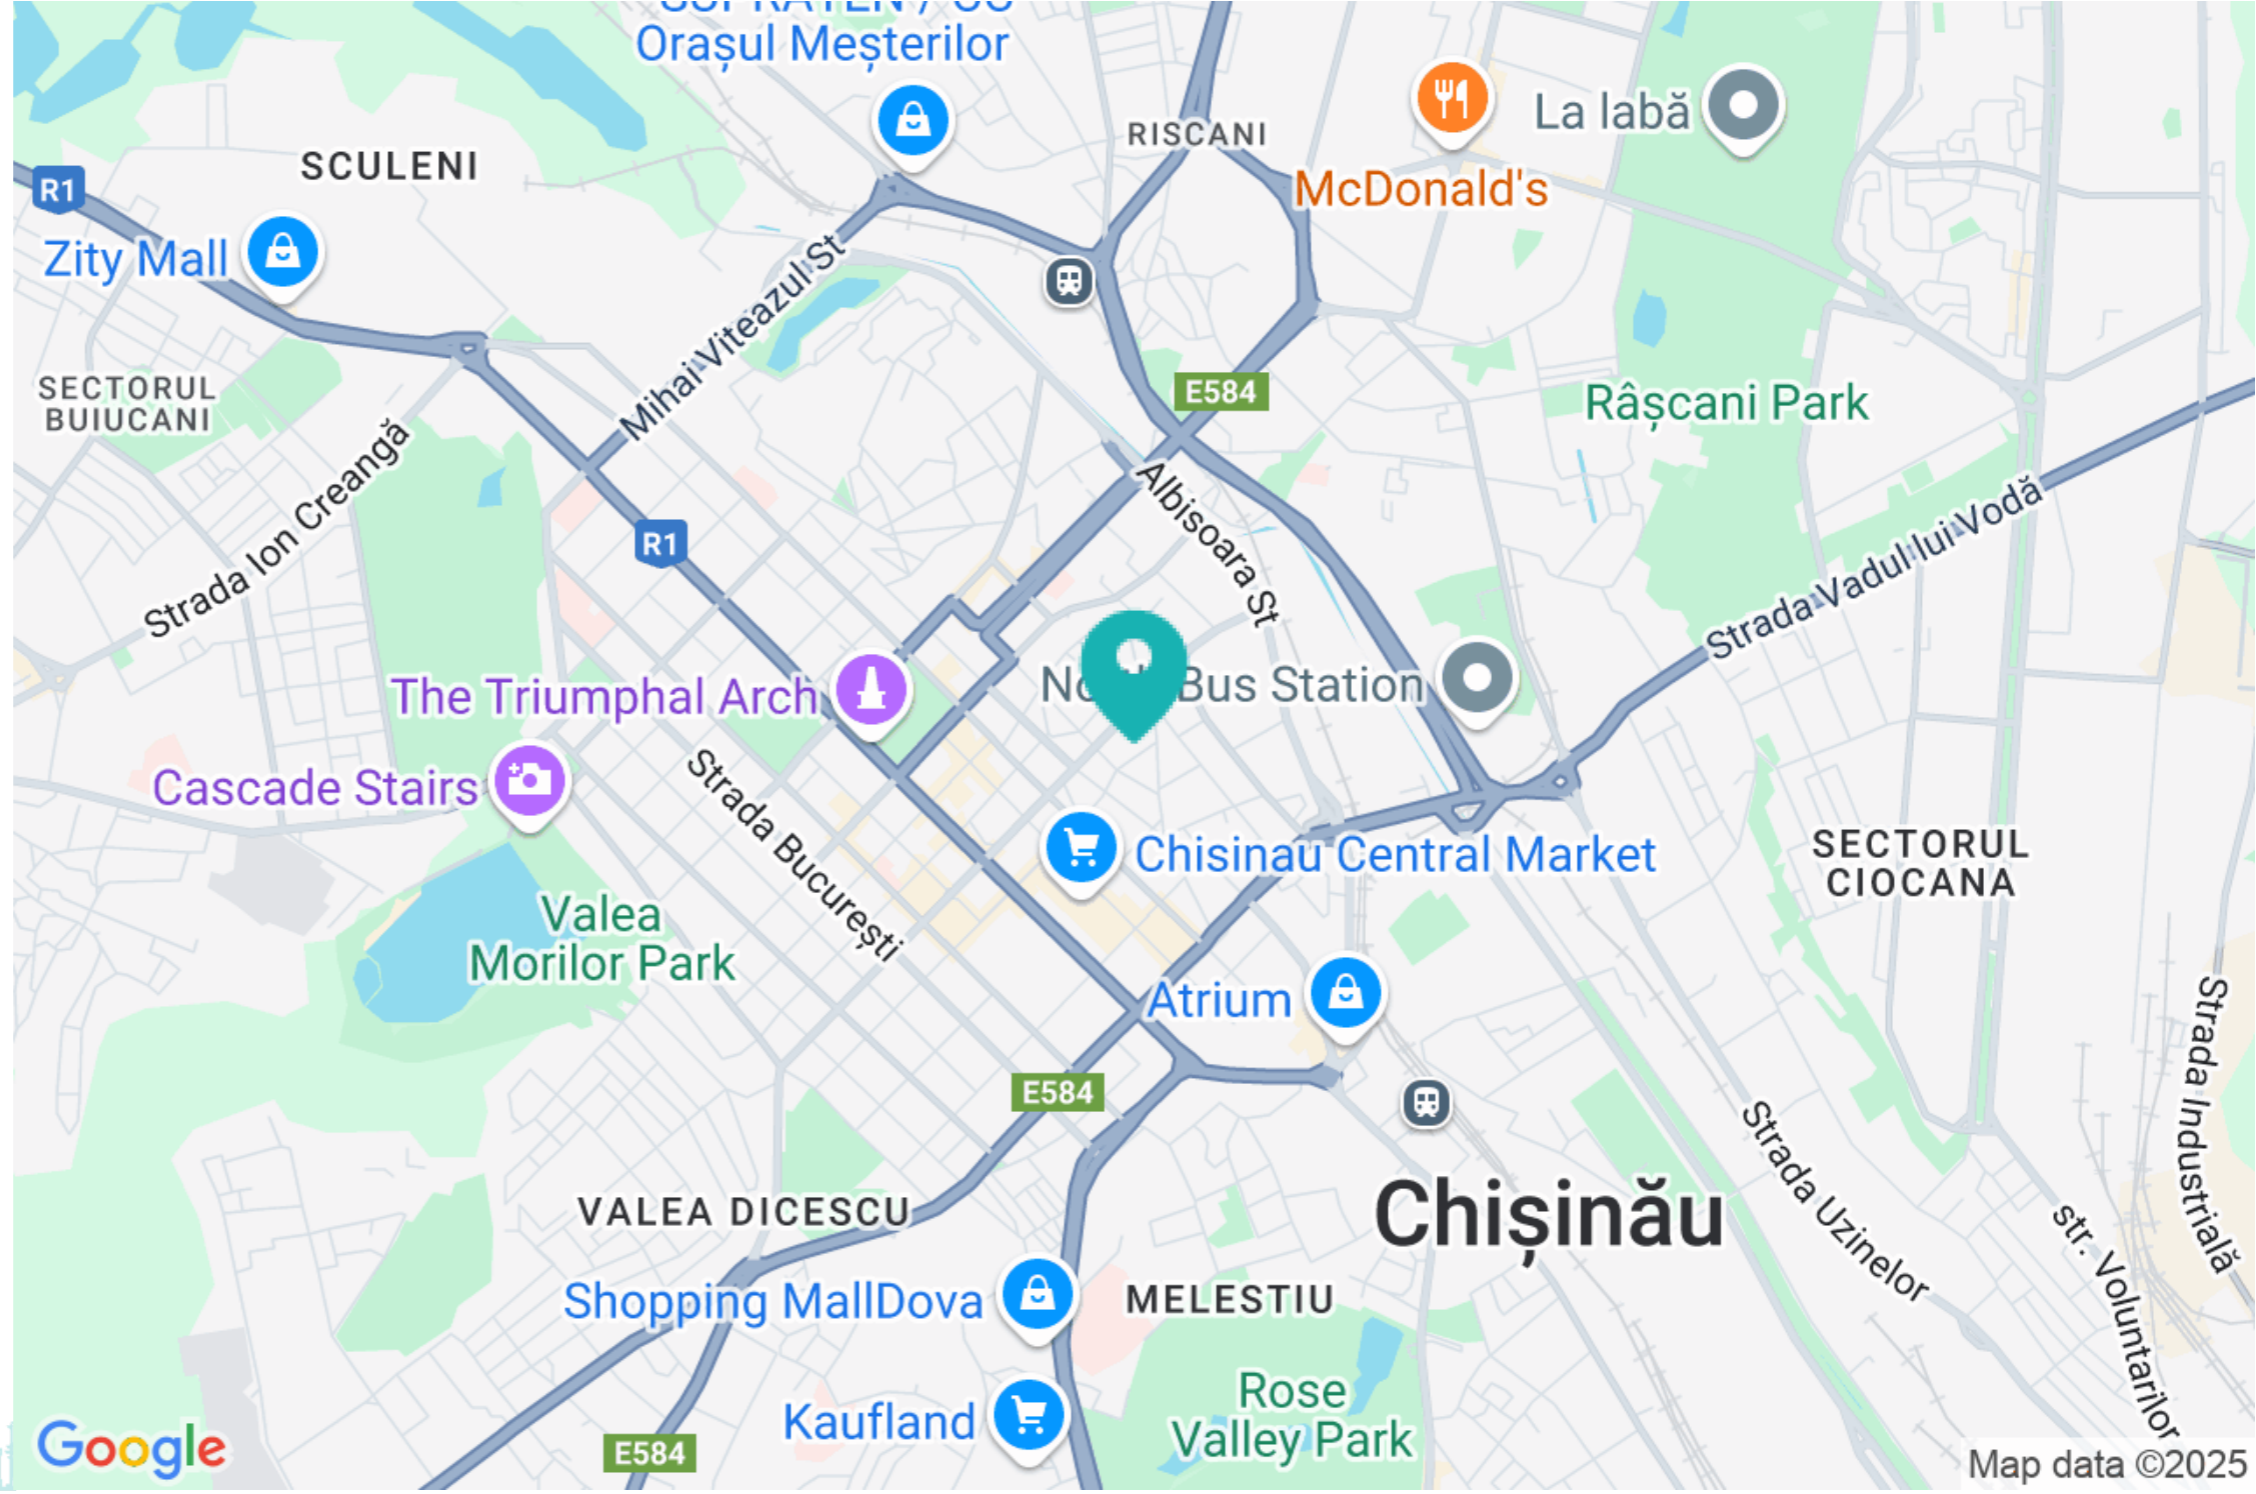 Orașul Meșterilor
RISCANI
La labă
McDonald's
SCULENI
R1
Zity Mall
Mihai Viteazul St
SECTORUL
BUIUCANI
E584
Râșcani Park
Strada Ion Creangă
R1
Albisoara St
Strada Vadul lui Vodă
The Triumphal Arch
Bus Station
Cascade Stairs
Strada București
Chisinau Central Market
SECTORUL
CIOCANA
Valea
Morilor Park
Atrium
E584
Strada Industrială
Strada Uzinelor
VALEA DICESCU
Chișinău
str. Voluntarilor
Shopping MallDova
MELESTIU
Rose
Valley Park
Kaufland
Google
E584
Map data ©2025